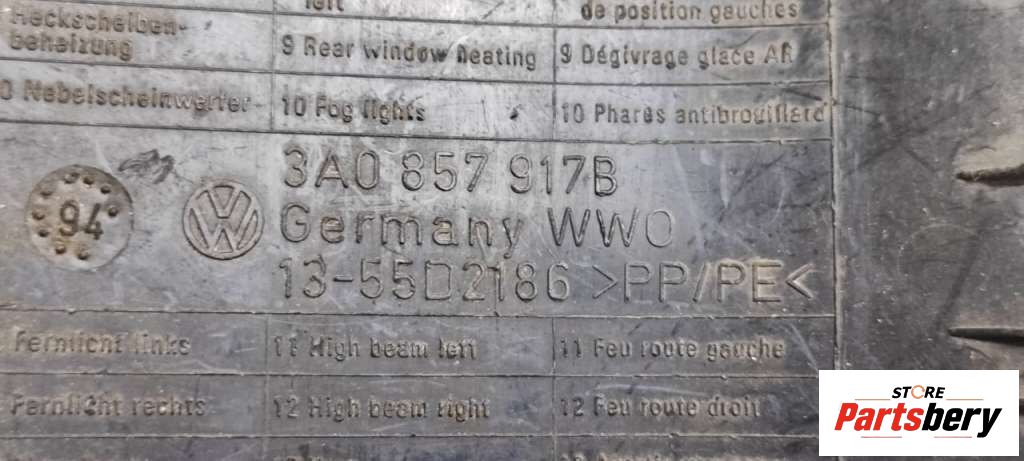 left
de position gauches
Heckscheiben-
beheizung
9 Rear window heating
9 Dégivrage glace AR
0 Nebelscheinwerfer
10 Fog lights
10 Phares antibrouillard
3A0 857 917B
94
Germany WWO
13-55D2186 >PP/PE<
Fernlicht links
11 High beam left
11 Feu route gauche
Fernlicht rechts
12 High beam right
12 Feu route droit
STORE
Partsbery